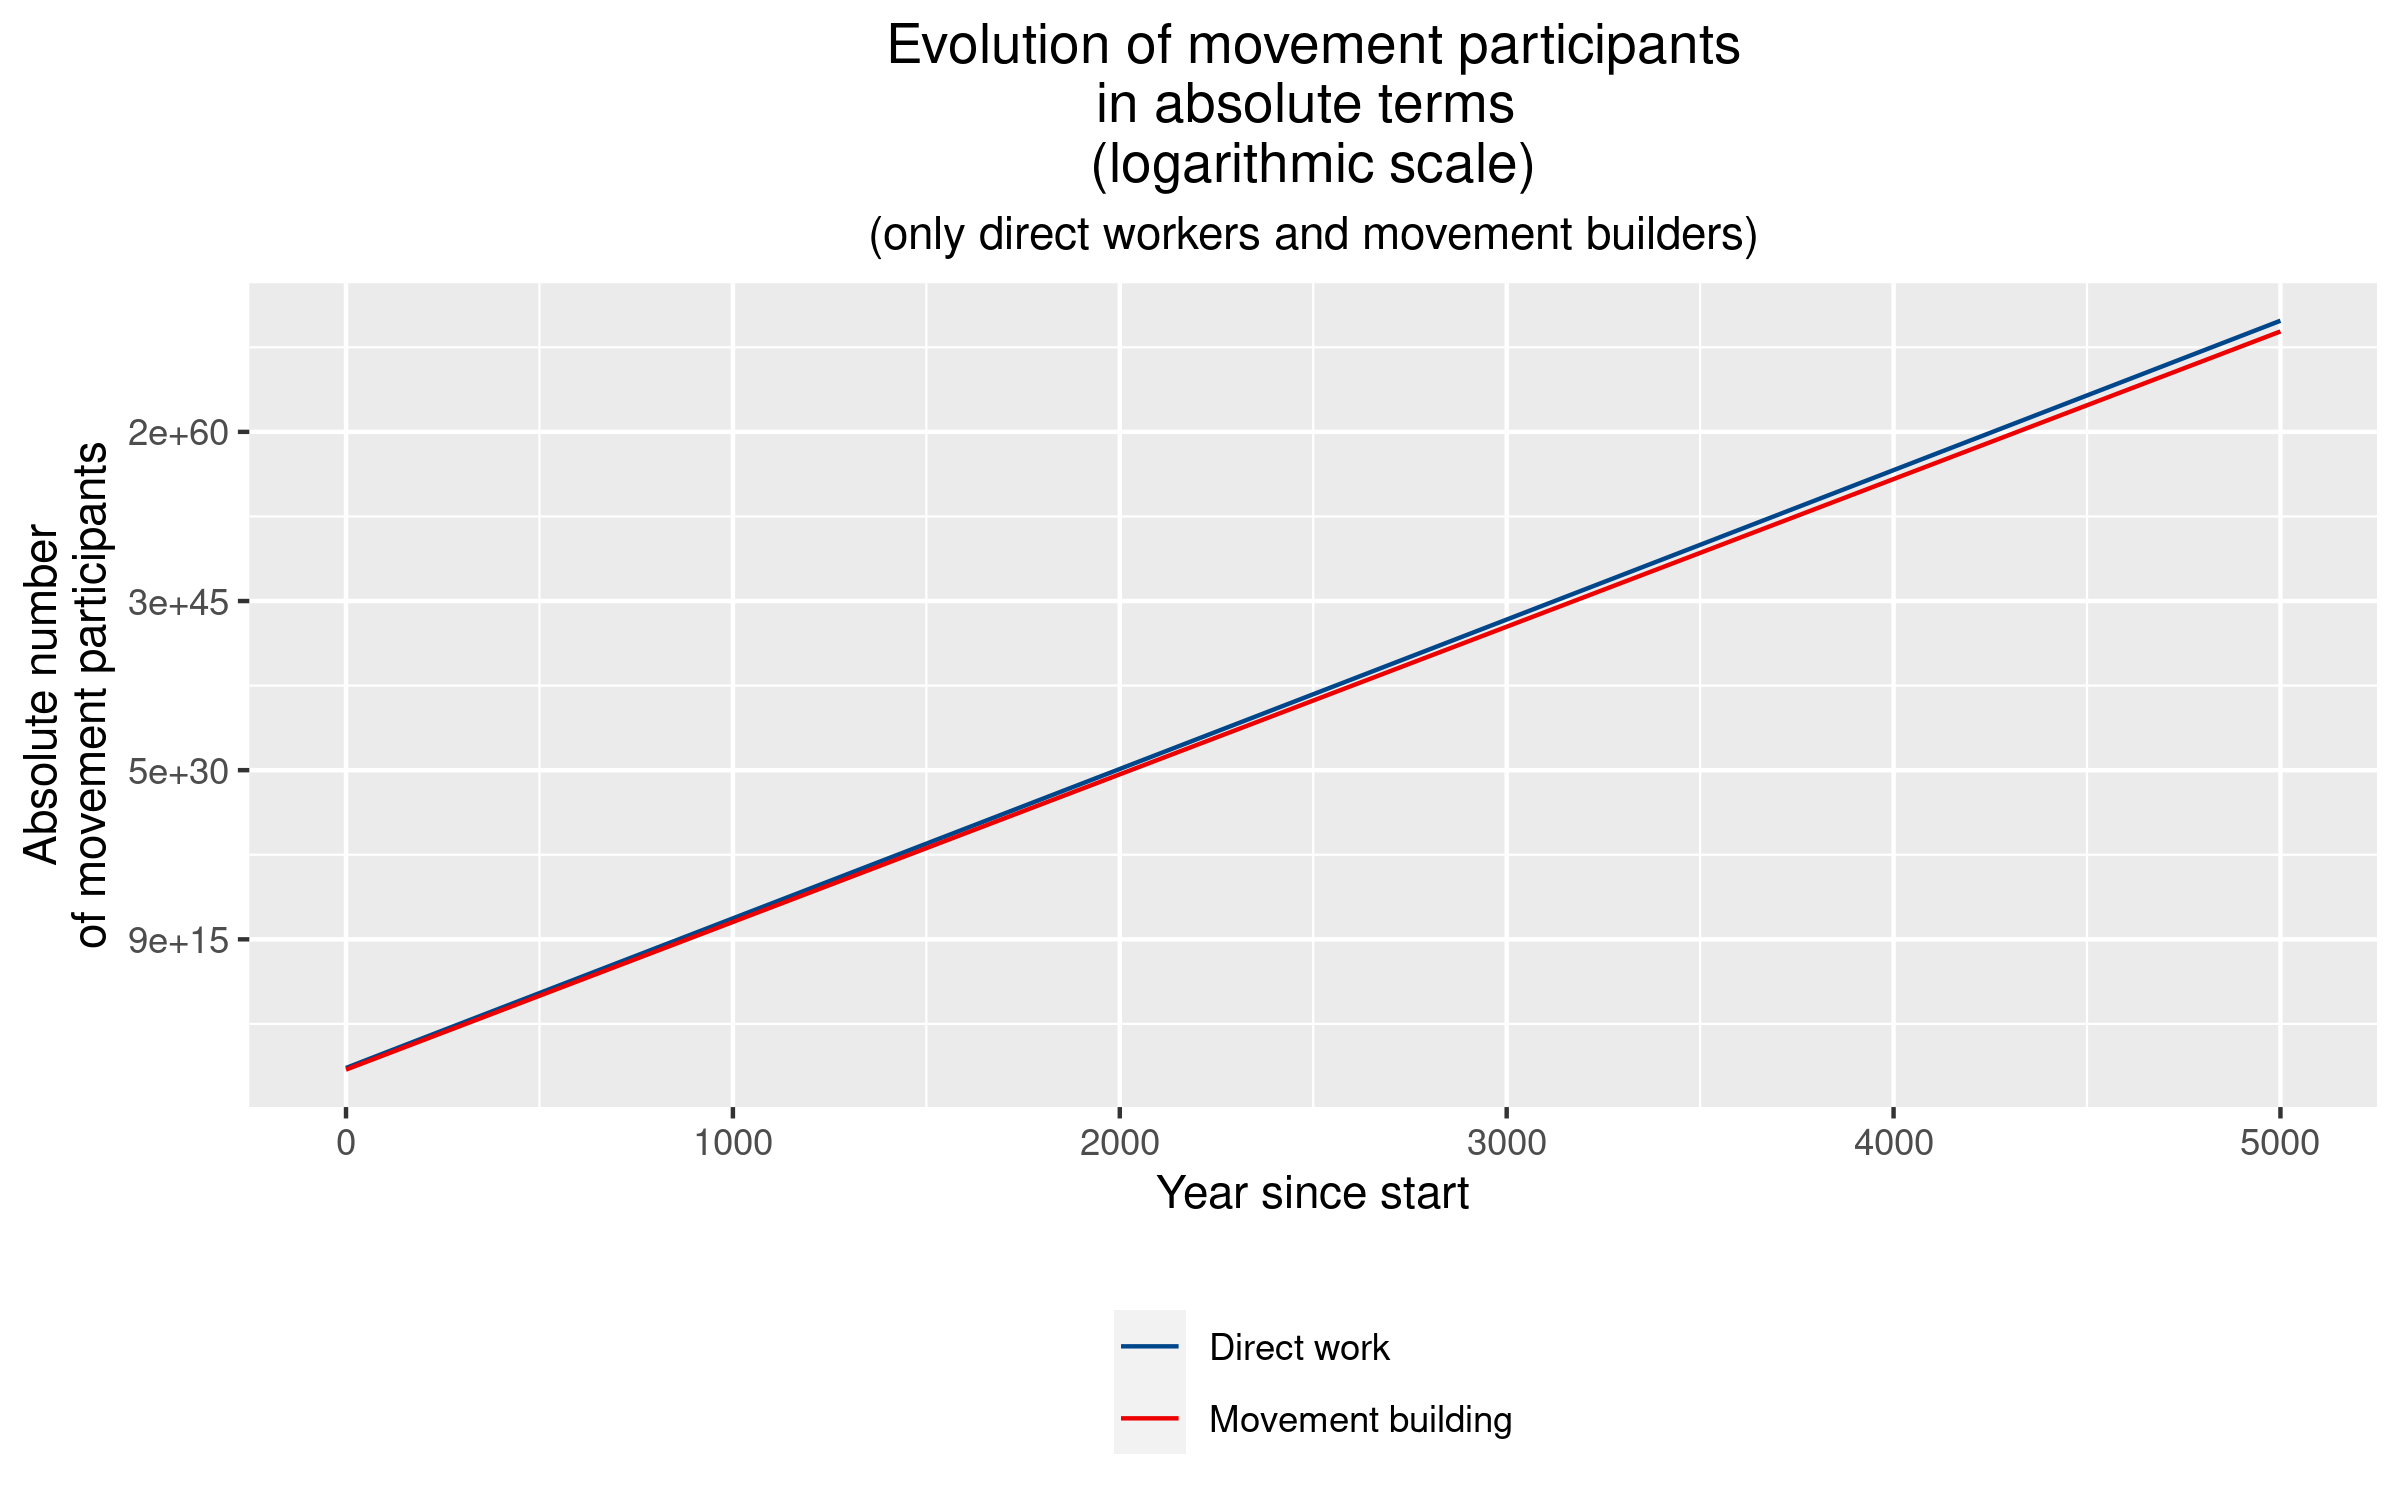 Evolution of movement participants
in absolute terms
(logarithmic scale)
(only direct workers and movement builders)
Absolute number
of movement participants
2e+60
3e+45
5e+30
9e+15
0
1000
2000
3000
4000
5000
Year since start
Direct work
Movement building